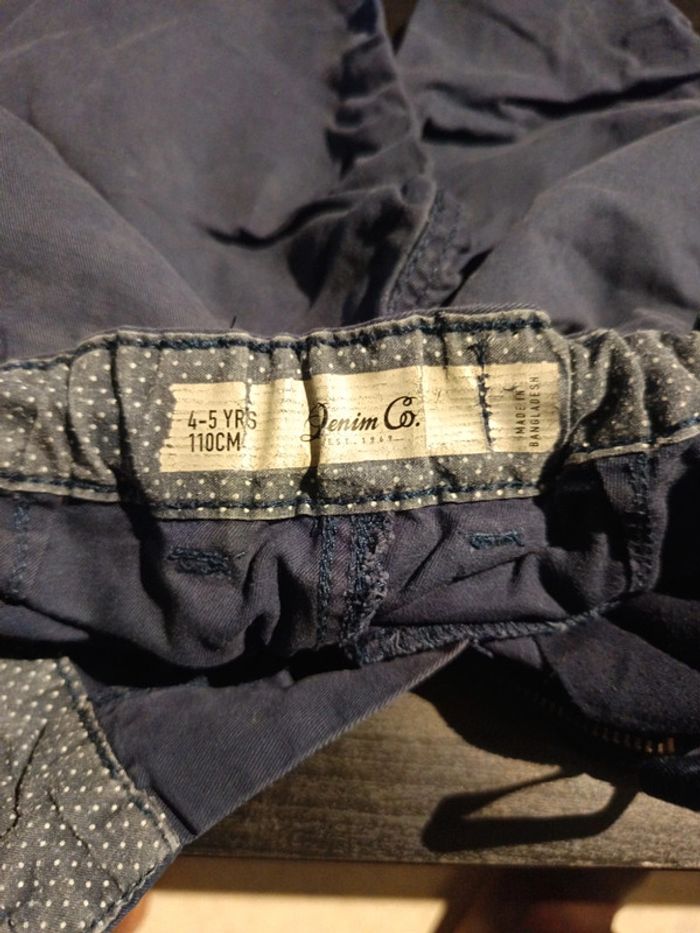 4-5 YRS
110CM
Denim Co.
EST. 1969
MADE IN
BANGLADESH